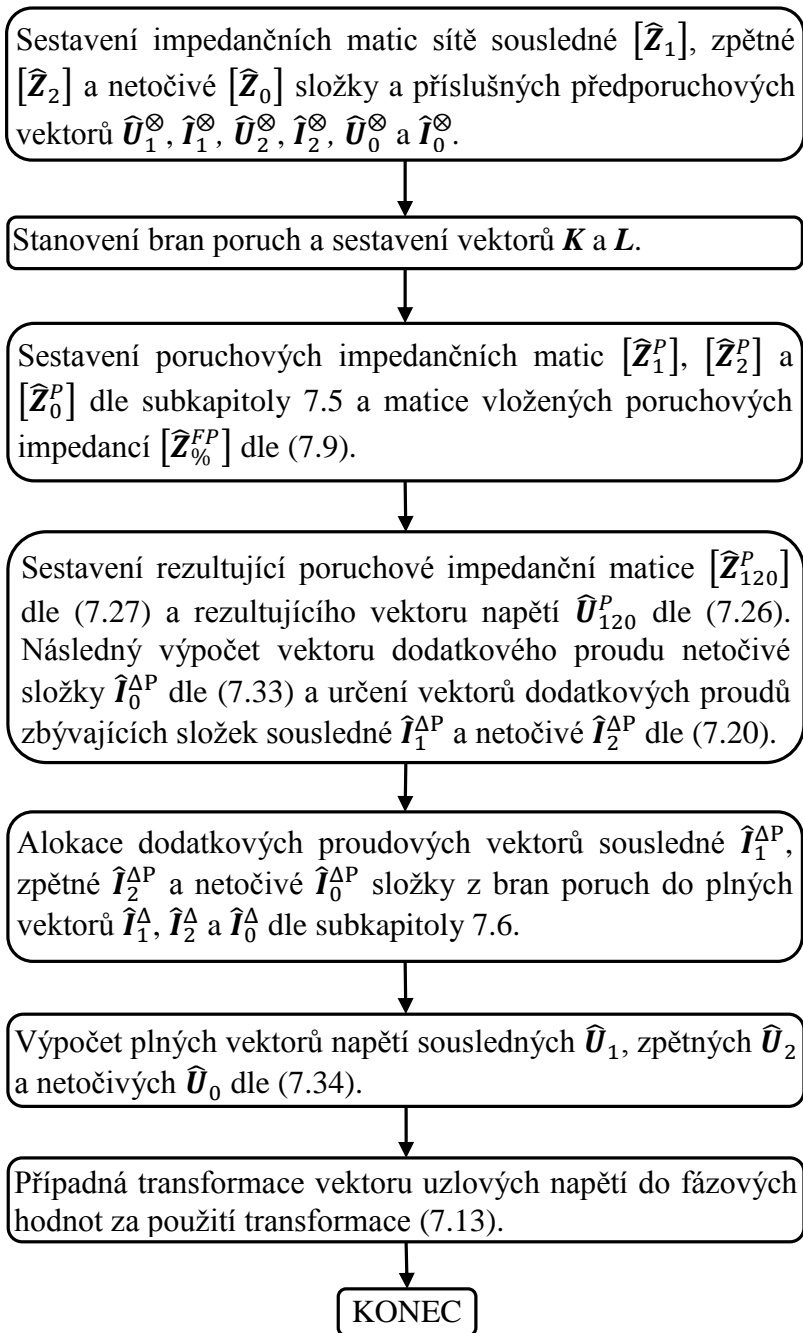 Sestavení impedančních matic sítě sousledné [Ẑ₁], zpětné
[Ẑ₂] a netočivé [Ẑ₀] složky a příslušných předporuchových
vektorů Û₁^⊗, Î₁^⊗, Û₂^⊗, Î₂^⊗, Û₀^⊗ a Î₀^⊗.
Stanovení bran poruch a sestavení vektorů K a L.
Sestavení poruchových impedančních matic [Ẑ₁^P], [Ẑ₂^P] a
[Ẑ₀^P] dle subkapitoly 7.5 a matice vložených poruchových
impedancí [Ẑ_%^FP] dle (7.9).
Sestavení rezultující poruchové impedanční matice [Ẑ₁₂₀^P]
dle (7.27) a rezultujícího vektoru napětí Û₁₂₀^P dle (7.26).
Následný výpočet vektoru dodatkového proudu netočivé
složky Î₀^ΔP dle (7.33) a určení vektorů dodatkových proudů
zbývajících složek sousledné Î₁^ΔP a netočivé Î₂^ΔP dle (7.20).
Alokace dodatkových proudových vektorů sousledné Î₁^ΔP,
zpětné Î₂^ΔP a netočivé Î₀^ΔP složky z bran poruch do plných
vektorů Î₁^Δ, Î₂^Δ a Î₀^Δ dle subkapitoly 7.6.
Výpočet plných vektorů napětí sousledných Û₁, zpětných Û₂
a netočivých Û₀ dle (7.34).
Případná transformace vektoru uzlových napětí do fázových
hodnot za použití transformace (7.13).
KONEC